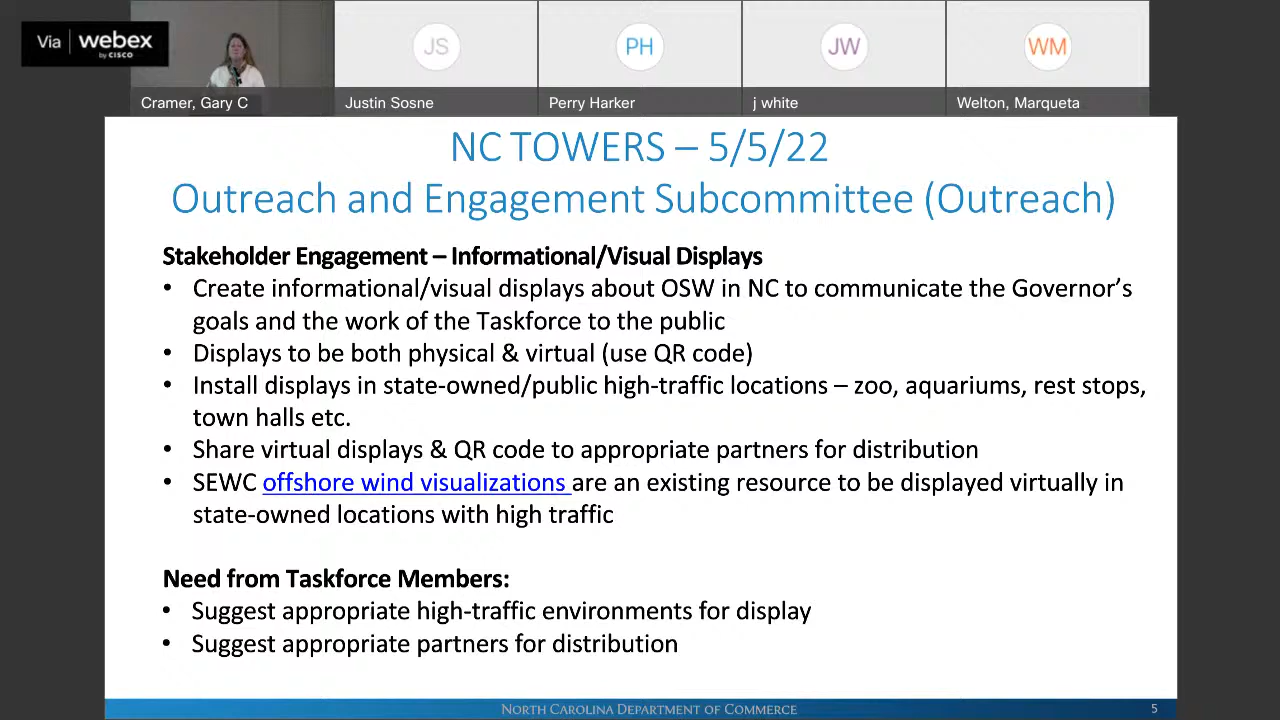 Via webex
by CISCO
JS
PH
JW
WM
Cramer, Gary C
Justin Sosne
Perry Harker
j white
Welton, Marqueta
NC TOWERS – 5/5/22
Outreach and Engagement Subcommittee (Outreach)
Stakeholder Engagement – Informational/Visual Displays
• Create informational/visual displays about OSW in NC to communicate the Governor's
goals and the work of the Taskforce to the public
• Displays to be both physical & virtual (use QR code)
• Install displays in state-owned/public high-traffic locations – zoo, aquariums, rest stops,
town halls etc.
• Share virtual displays & QR code to appropriate partners for distribution
• SEWC offshore wind visualizations are an existing resource to be displayed virtually in
state-owned locations with high traffic
Need from Taskforce Members:
• Suggest appropriate high-traffic environments for display
• Suggest appropriate partners for distribution
NORTH CAROLINA DEPARTMENT OF COMMERCE
5